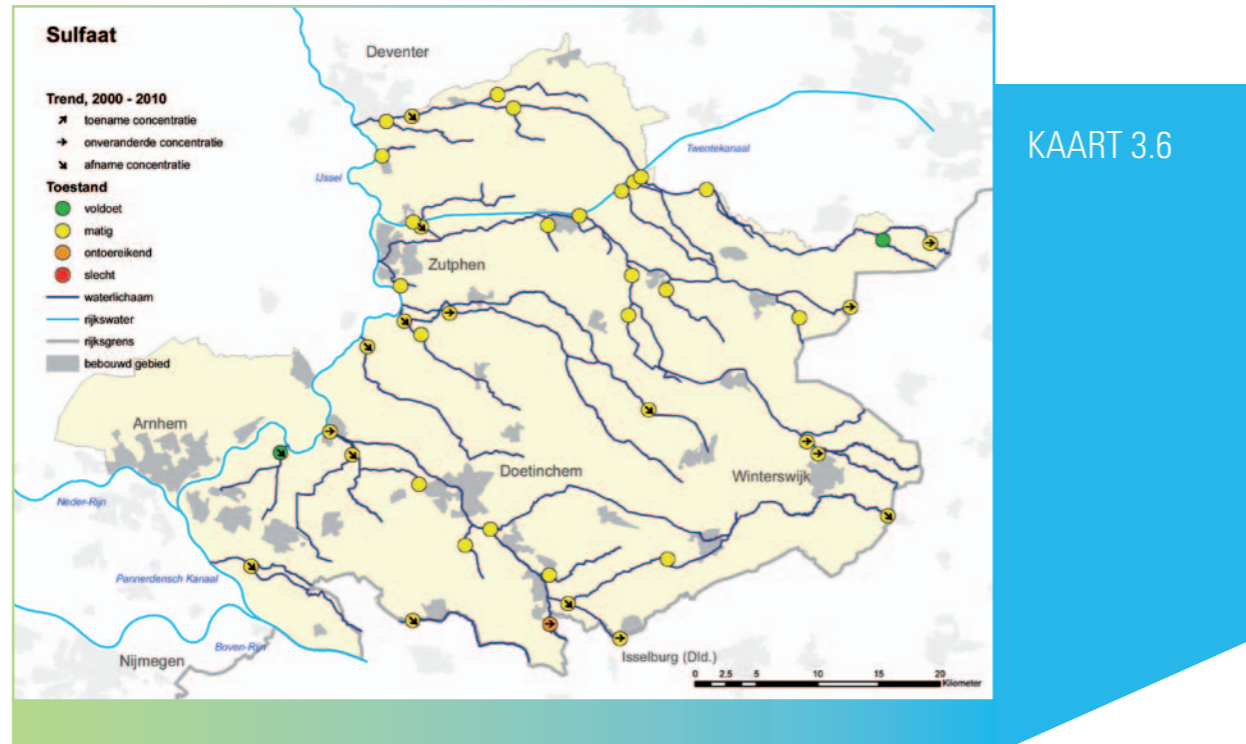 Sulfaat
Trend, 2000 - 2010
toename concentratie
onveranderde concentratie
afname concentratie
Toestand
voldoet
matig
ontoereikend
slecht
waterlichaam
rijkswater
rijksgrens
bebouwd gebied
Deventer
Twentekanaal
IJssel
Zutphen
Arnhem
Doetinchem
Winterswijk
Neder-Rijn
Pannerdensch Kanaal
Boven-Rijn
Nijmegen
Isselburg (Dld.)
0 2,5 5 10 15 20
Kilometer
KAART 3.6